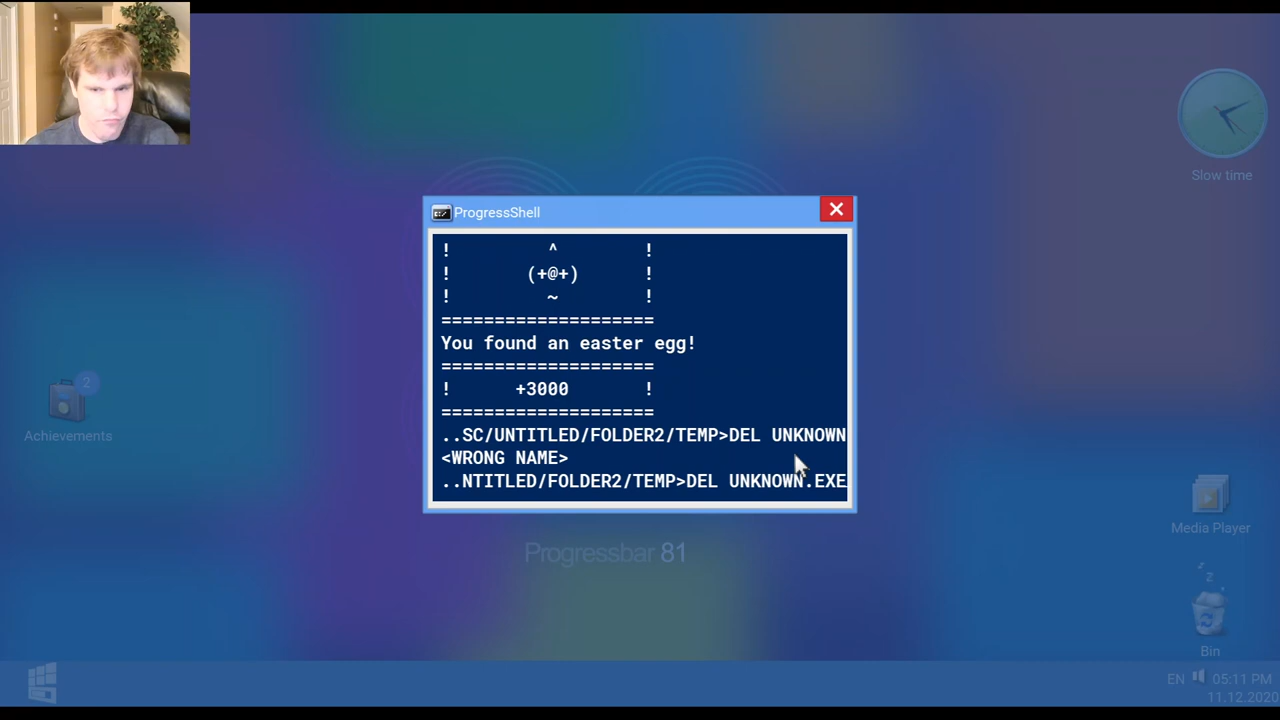 Slow time
ProgressShell
! ^ !
! (+@+) !
! ~ !
====================
You found an easter egg!
====================
! +3000 !
====================
..SC/UNTITLED/FOLDER2/TEMP>DEL UNKNOWN
<WRONG NAME>
..NTITLED/FOLDER2/TEMP>DEL UNKNOWN.EXE
2
Achievements
Media Player
Progressbar 81
Bin
EN 05:11 PM
11.12.2020